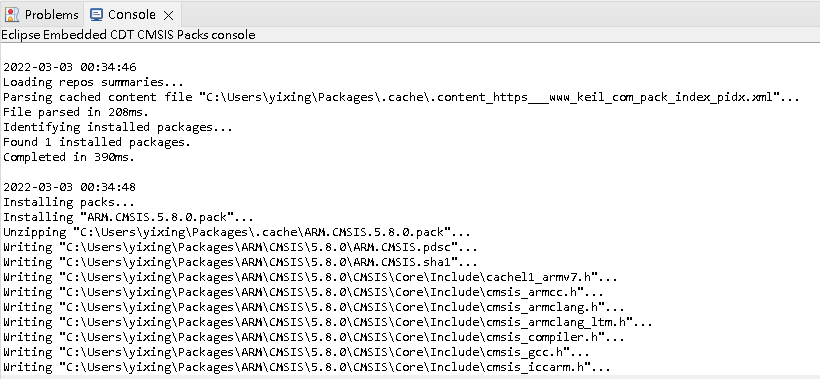 Problems Console
Eclipse Embedded CDT CMSIS Packs console
2022-03-03 00:34:46
Loading repos summaries...
Parsing cached content file "C:\Users\yixing\Packages\.cache\.content_https___www_keil_com_pack_index_pidx.xml"...
File parsed in 208ms.
Identifying installed packages...
Found 1 installed packages.
Completed in 390ms.
2022-03-03 00:34:48
Installing packs...
Installing "ARM.CMSIS.5.8.0.pack"...
Unzipping "C:\Users\yixing\Packages\.cache\ARM.CMSIS.5.8.0.pack"...
Writing "C:\Users\yixing\Packages\ARM\CMSIS\5.8.0\ARM.CMSIS.pdsc"...
Writing "C:\Users\yixing\Packages\ARM\CMSIS\5.8.0\ARM.CMSIS.sha1"...
Writing "C:\Users\yixing\Packages\ARM\CMSIS\5.8.0\CMSIS\Core\Include\cachel1_armv7.h"...
Writing "C:\Users\yixing\Packages\ARM\CMSIS\5.8.0\CMSIS\Core\Include\cmsis_armcc.h"...
Writing "C:\Users\yixing\Packages\ARM\CMSIS\5.8.0\CMSIS\Core\Include\cmsis_armclang.h"...
Writing "C:\Users\yixing\Packages\ARM\CMSIS\5.8.0\CMSIS\Core\Include\cmsis_armclang_ltm.h"...
Writing "C:\Users\yixing\Packages\ARM\CMSIS\5.8.0\CMSIS\Core\Include\cmsis_compiler.h"...
Writing "C:\Users\yixing\Packages\ARM\CMSIS\5.8.0\CMSIS\Core\Include\cmsis_gcc.h"...
Writing "C:\Users\yixing\Packages\ARM\CMSIS\5.8.0\CMSIS\Core\Include\cmsis_iccarm.h"...